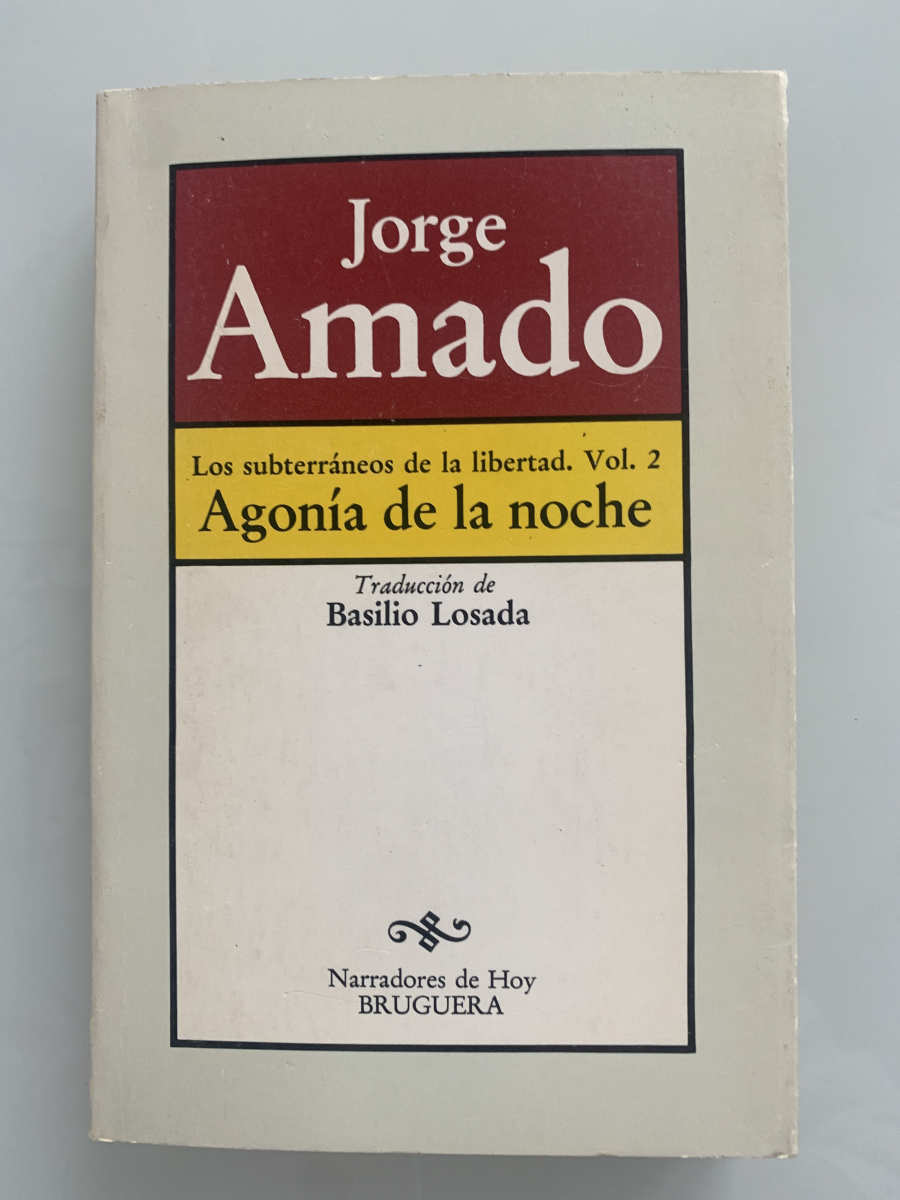 Jorge
Amado
Los subterráneos de la libertad. Vol. 2
Agonía de la noche
Traducción de
Basilio Losada
Narradores de Hoy
BRUGUERA